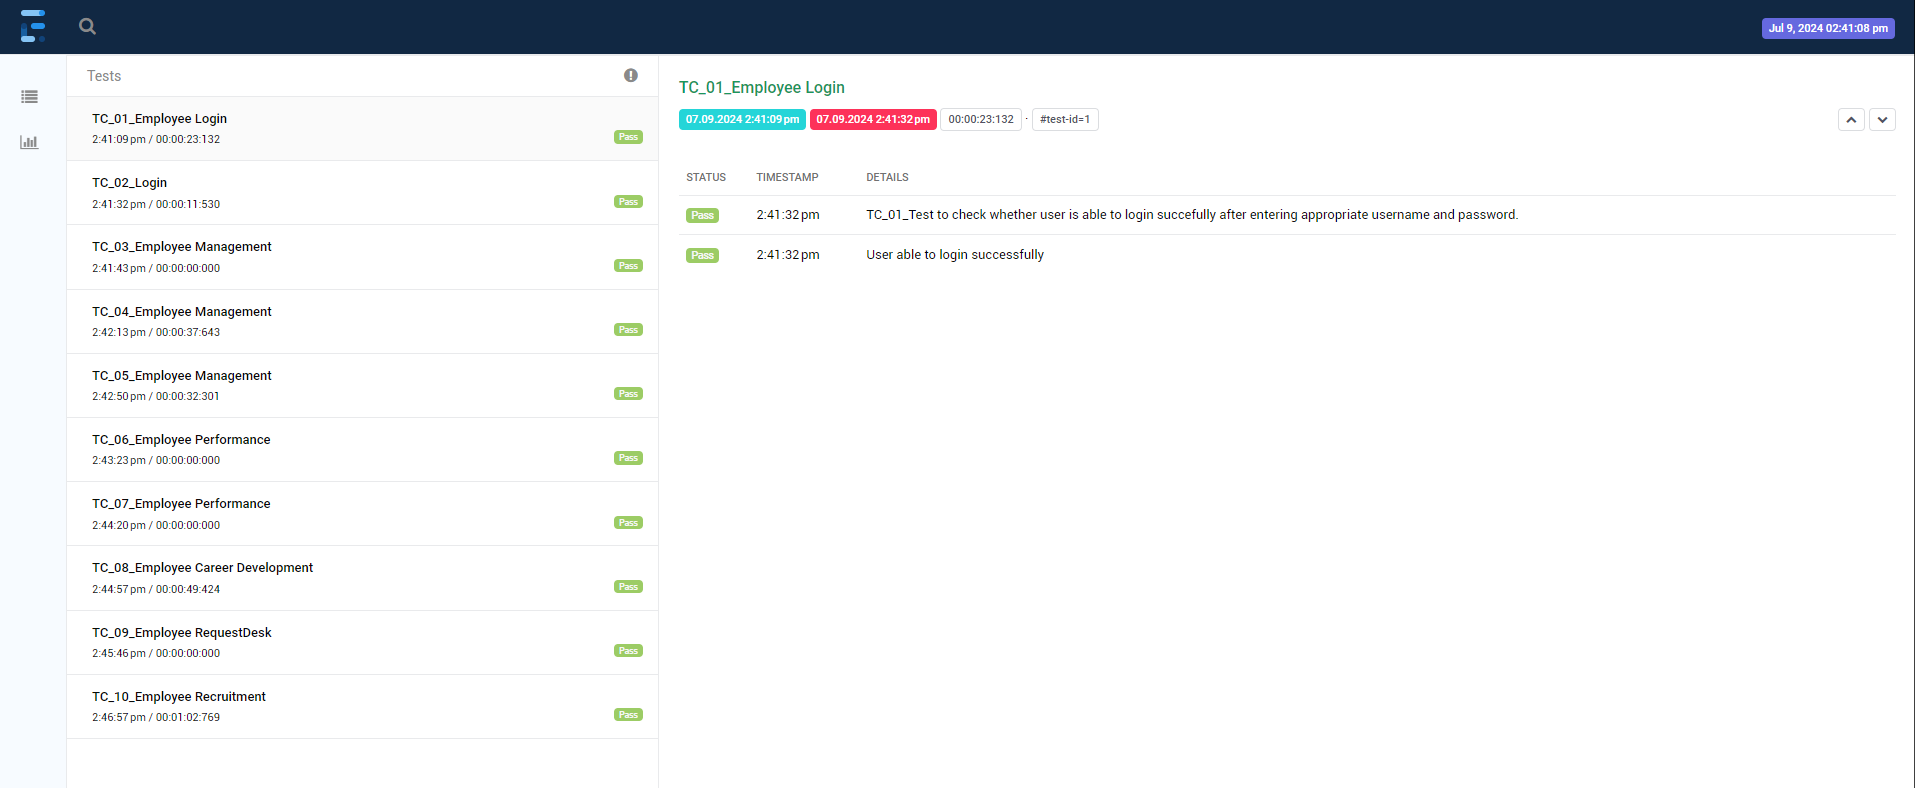 Jul 9, 2024 02:41:08 pm
Tests
TC_01_Employee Login
2:41:09 pm / 00:00:23:132
Pass
TC_02_Login
2:41:32 pm / 00:00:11:530
Pass
TC_03_Employee Management
2:41:43 pm / 00:00:00:000
Pass
TC_04_Employee Management
2:42:13 pm / 00:00:37:643
Pass
TC_05_Employee Management
2:42:50 pm / 00:00:32:301
Pass
TC_06_Employee Performance
2:43:23 pm / 00:00:00:000
Pass
TC_07_Employee Performance
2:44:20 pm / 00:00:00:000
Pass
TC_08_Employee Career Development
2:44:57 pm / 00:00:49:424
Pass
TC_09_Employee RequestDesk
2:45:46 pm / 00:00:00:000
Pass
TC_10_Employee Recruitment
2:46:57 pm / 00:01:02:769
Pass
TC_01_Employee Login
07.09.2024 2:41:09 pm 07.09.2024 2:41:32 pm 00:00:23:132 · #test-id=1
STATUS TIMESTAMP DETAILS
Pass 2:41:32 pm TC_01_Test to check whether user is able to login succefully after entering appropriate username and password.
Pass 2:41:32 pm User able to login successfully